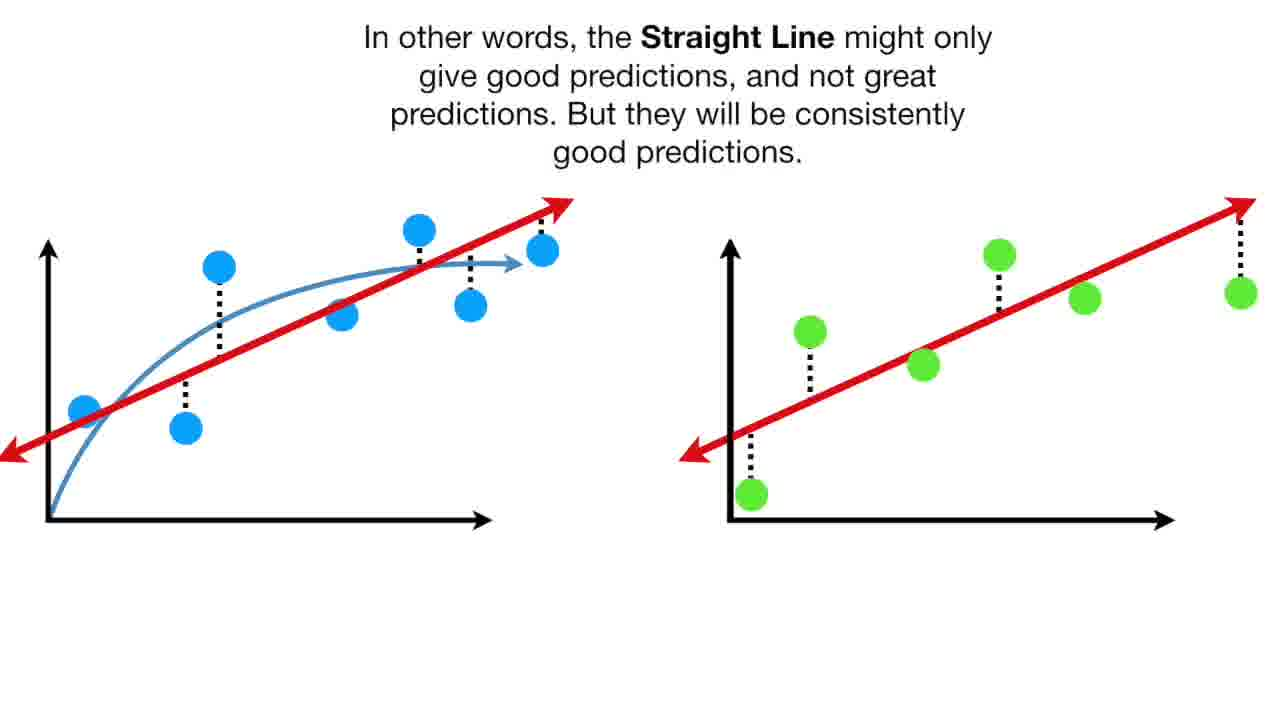 In other words, the Straight Line might only
give good predictions, and not great
predictions. But they will be consistently
good predictions.